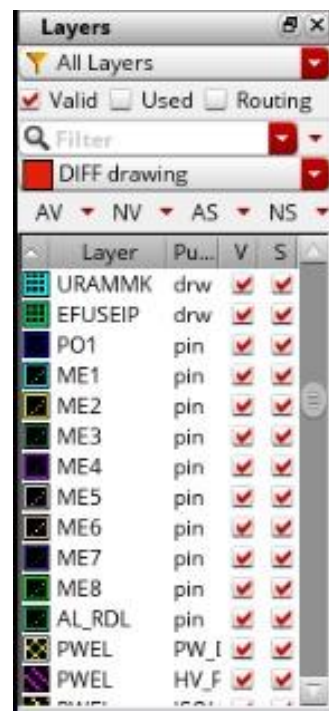 Layers
All Layers
Valid Used Routing
Filter
DIFF drawing
AV NV AS NS
Layer Pu... V S
URAMMK drw
EFUSEIP drw
PO1 pin
ME1 pin
ME2 pin
ME3 pin
ME4 pin
ME5 pin
ME6 pin
ME7 pin
ME8 pin
AL_RDL pin
PWEL
PWEL